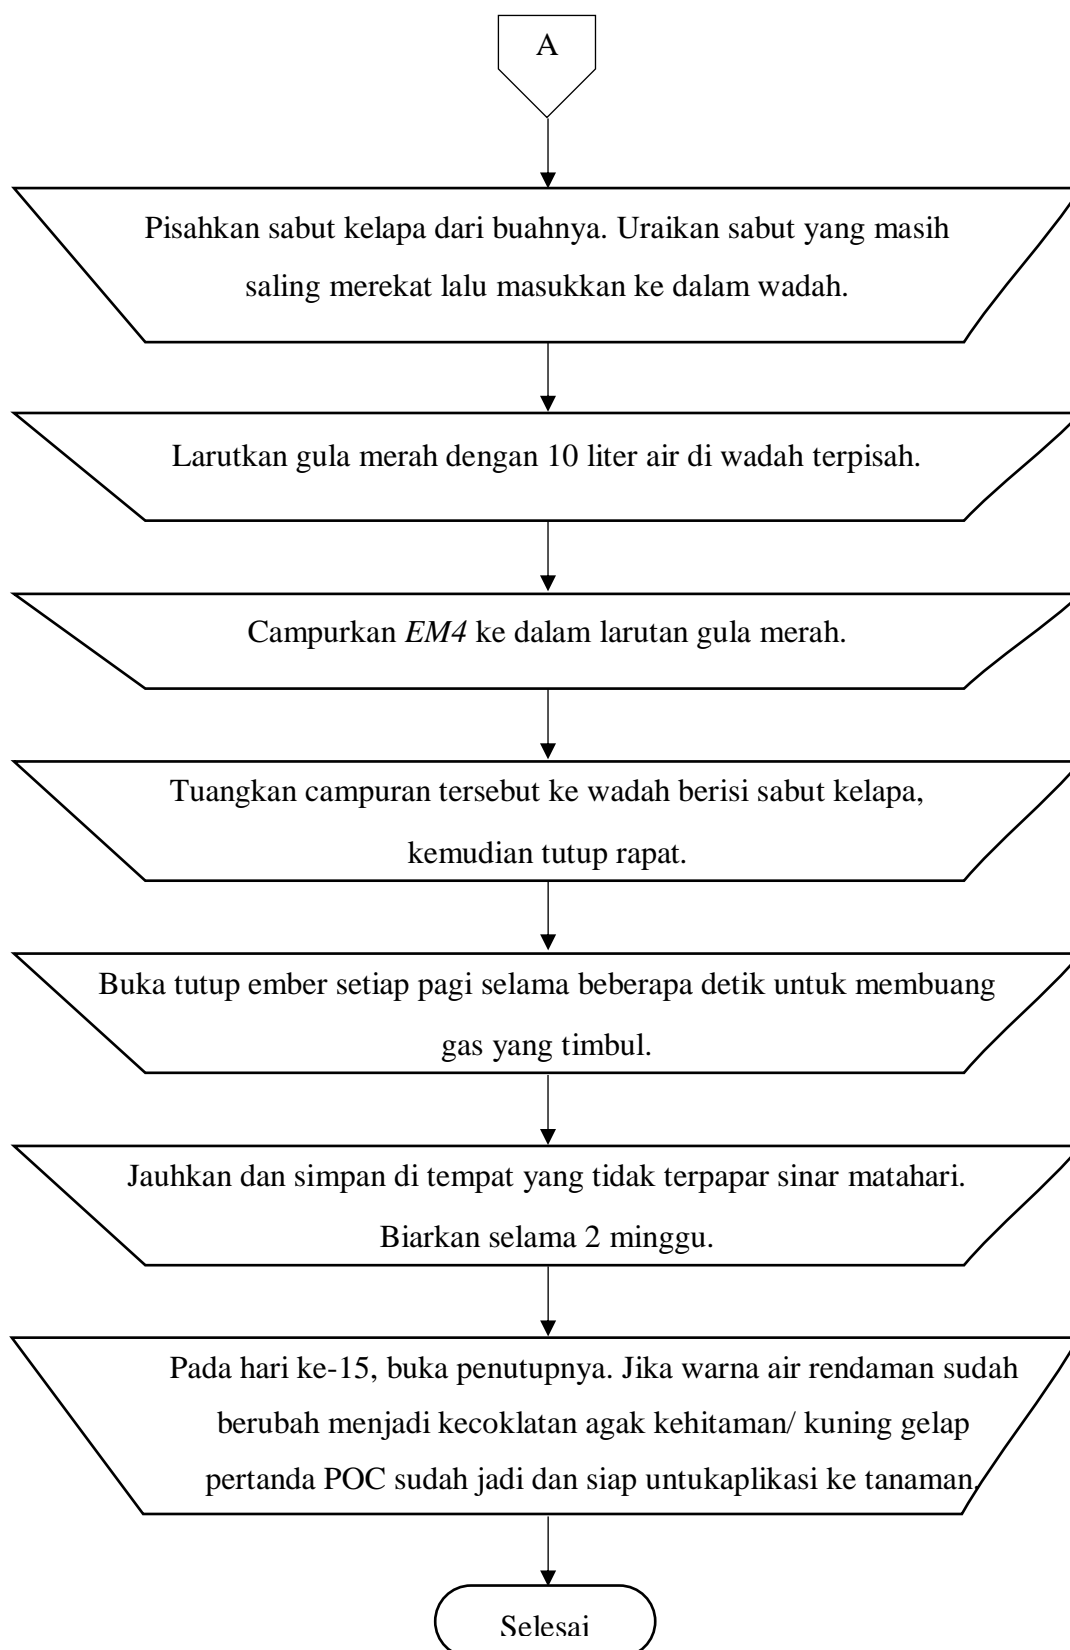 A
Pisahkan sabut kelapa dari buahnya. Uraikan sabut yang masih
saling merekat lalu masukkan ke dalam wadah.
Larutkan gula merah dengan 10 liter air di wadah terpisah.
Campurkan EM4 ke dalam larutan gula merah.
Tuangkan campuran tersebut ke wadah berisi sabut kelapa,
kemudian tutup rapat.
Buka tutup ember setiap pagi selama beberapa detik untuk membuang
gas yang timbul.
Jauhkan dan simpan di tempat yang tidak terpapar sinar matahari.
Biarkan selama 2 minggu.
Pada hari ke-15, buka penutupnya. Jika warna air rendaman sudah
berubah menjadi kecoklatan agak kehitaman/ kuning gelap
pertanda POC sudah jadi dan siap untukaplikasi ke tanaman.
Selesai